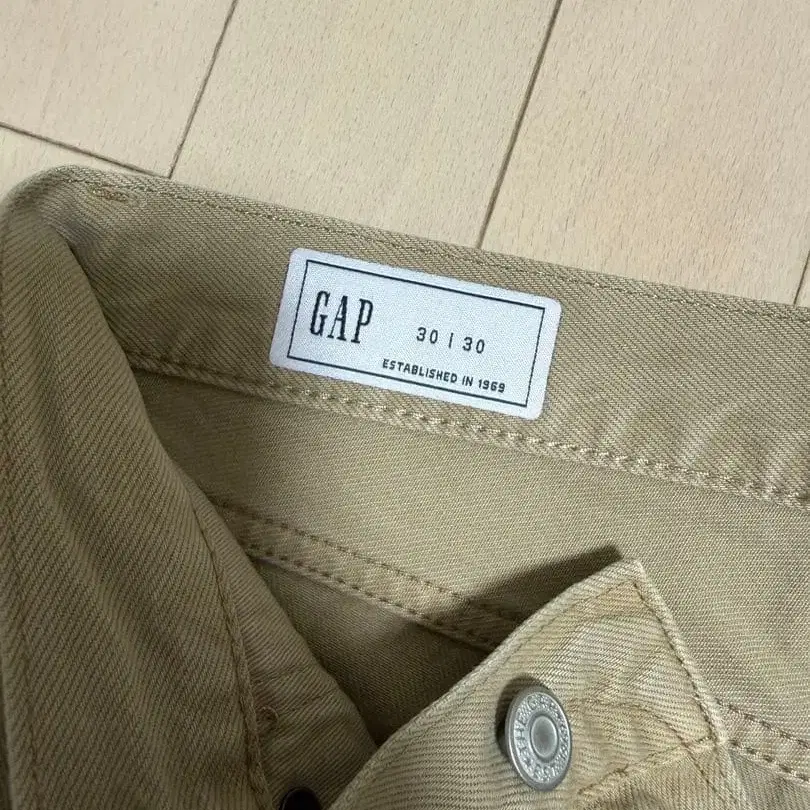 GAP
30 | 30
ESTABLISHED IN 1969